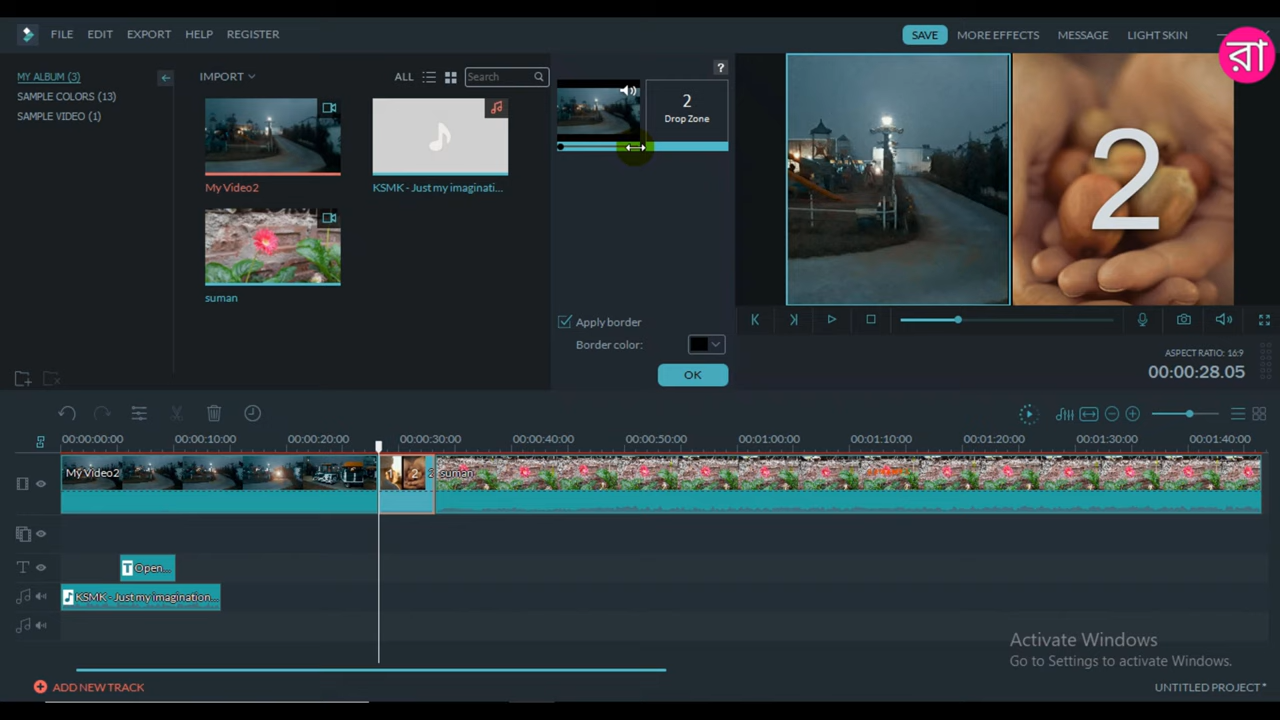 FILE EDIT EXPORT HELP REGISTER SAVE MORE EFFECTS MESSAGE LIGHT SKIN
রা
MY ALBUM (3)
SAMPLE COLORS (13)
SAMPLE VIDEO (1)
IMPORT ALL Search
My Video2
KSMK - Just my imaginati...
suman
?
2
Drop Zone
Apply border
Border color:
OK
2
ASPECT RATIO: 16:9
00:00:28.05
00:00:00:00 00:00:10:00 00:00:20:00 00:00:30:00 00:00:40:00 00:00:50:00 00:01:00:00 00:01:10:00 00:01:20:00 00:01:30:00 00:01:40:00
My Video2 2 suman
T T Open...
KSMK - Just my imagination...
Activate Windows
Go to Settings to activate Windows.
ADD NEW TRACK
UNTITLED PROJECT *